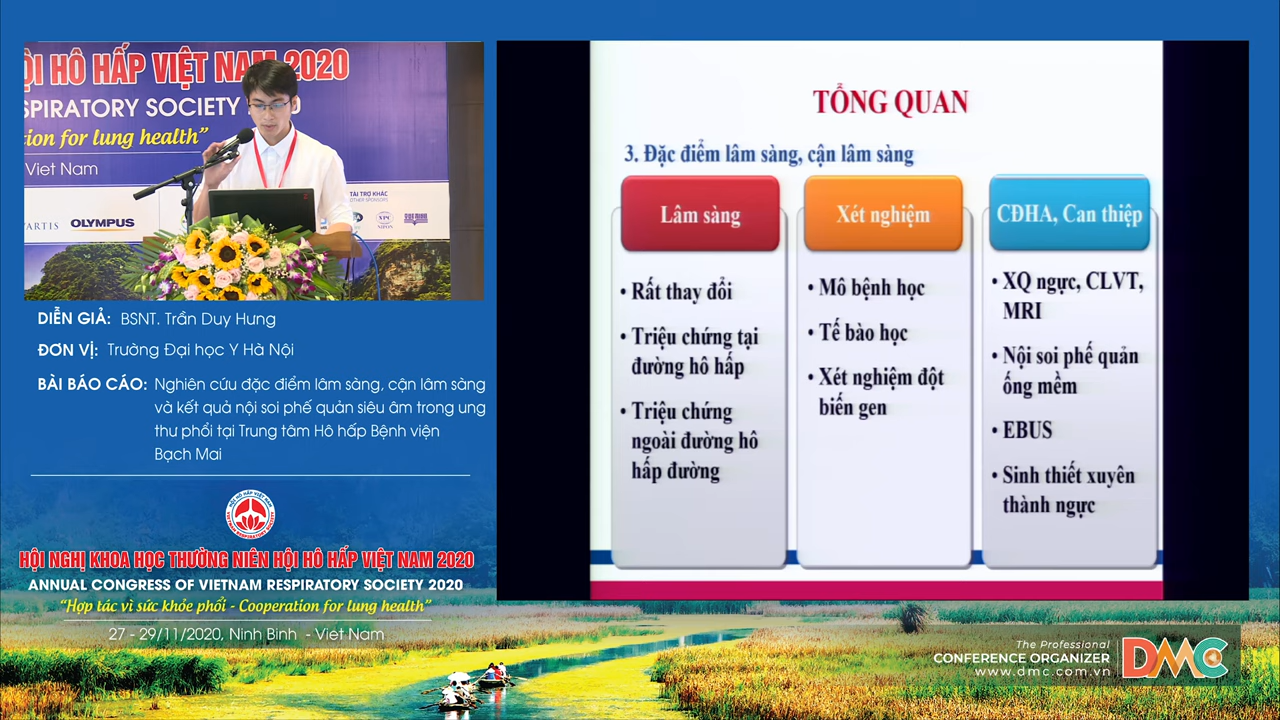 ỘI HÔ HẤP VIỆT NAM 2020
SPIRATORY SOCIETY
tion for lung health”
Viet Nam
TÀI TRỢ KHÁC
OTHER SPONSORS
ARTIS
OLYMPUS
DIỄN GIẢ: BSNT. Trần Duy Hưng
ĐƠN VỊ: Trường Đại học Y Hà Nội
BÀI BÁO CÁO: Nghiên cứu đặc điểm lâm sàng, cận lâm sàng
và kết quả nội soi phế quản siêu âm trong ung
thư phổi tại Trung tâm Hô hấp Bệnh viện
Bạch Mai
HỘI NGHỊ KHOA HỌC THƯỜNG NIÊN HỘI HÔ HẤP VIỆT NAM 2020
ANNUAL CONGRESS OF VIETNAM RESPIRATORY SOCIETY 2020
“Hợp tác vì sức khỏe phổi - Cooperation for lung health”
27 - 29/11/2020, Ninh Bình - Viet Nam
TỔNG QUAN
3. Đặc điểm lâm sàng, cận lâm sàng
Lâm sàng
• Rất thay đổi
• Triệu chứng tại
đường hô hấp
• Triệu chứng
ngoài đường hô
hấp đường
Xét nghiệm
• Mô bệnh học
• Tế bào học
• Xét nghiệm đột
biến gen
CĐHA, Can thiệp
• XQ ngực, CLVT,
MRI
• Nội soi phế quản
ống mềm
• EBUS
• Sinh thiết xuyên
thành ngực
The Professional
CONFERENCE ORGANIZER
www.dmc.com.vn
DMC